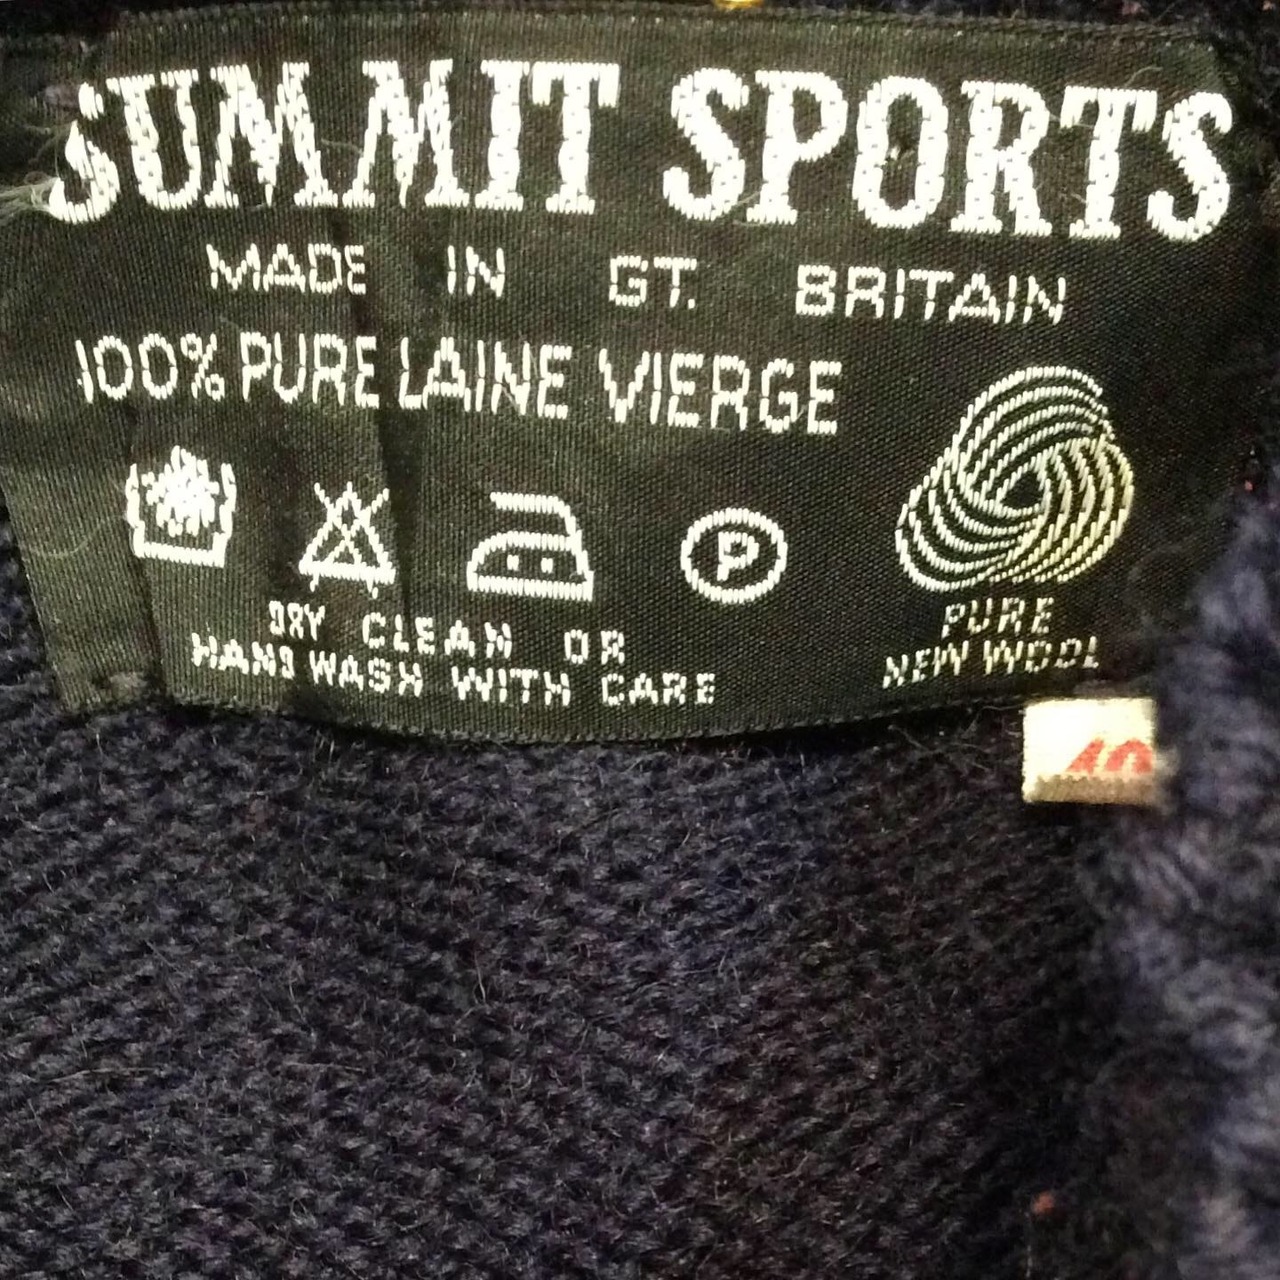 SUMMIT SPORTS
MADE IN GT. BRITAIN
100% PURE LAINE VIERGE
P
DRY CLEAN OR
HAND WASH WITH CARE
PURE
NEW WOOL
40